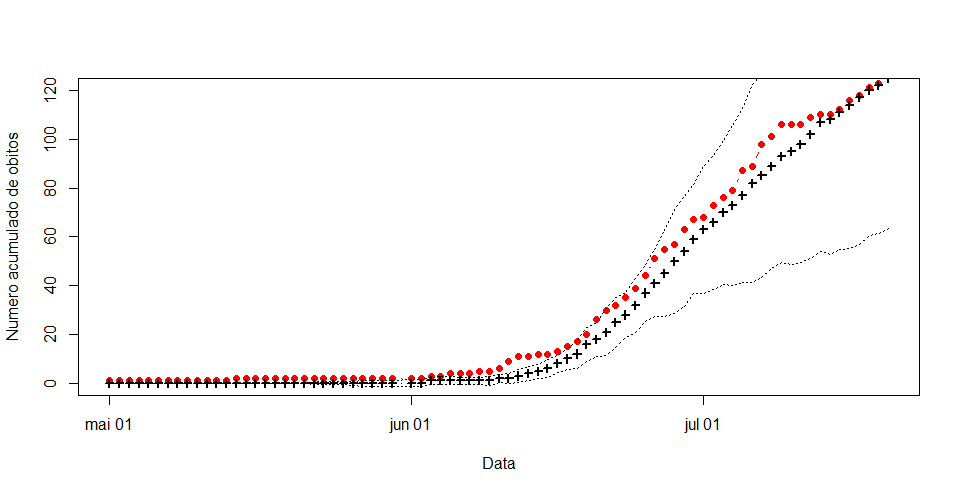 Numero acumulado de obitos
120
100
80
60
40
20
0
mai 01
jun 01
jul 01
Data